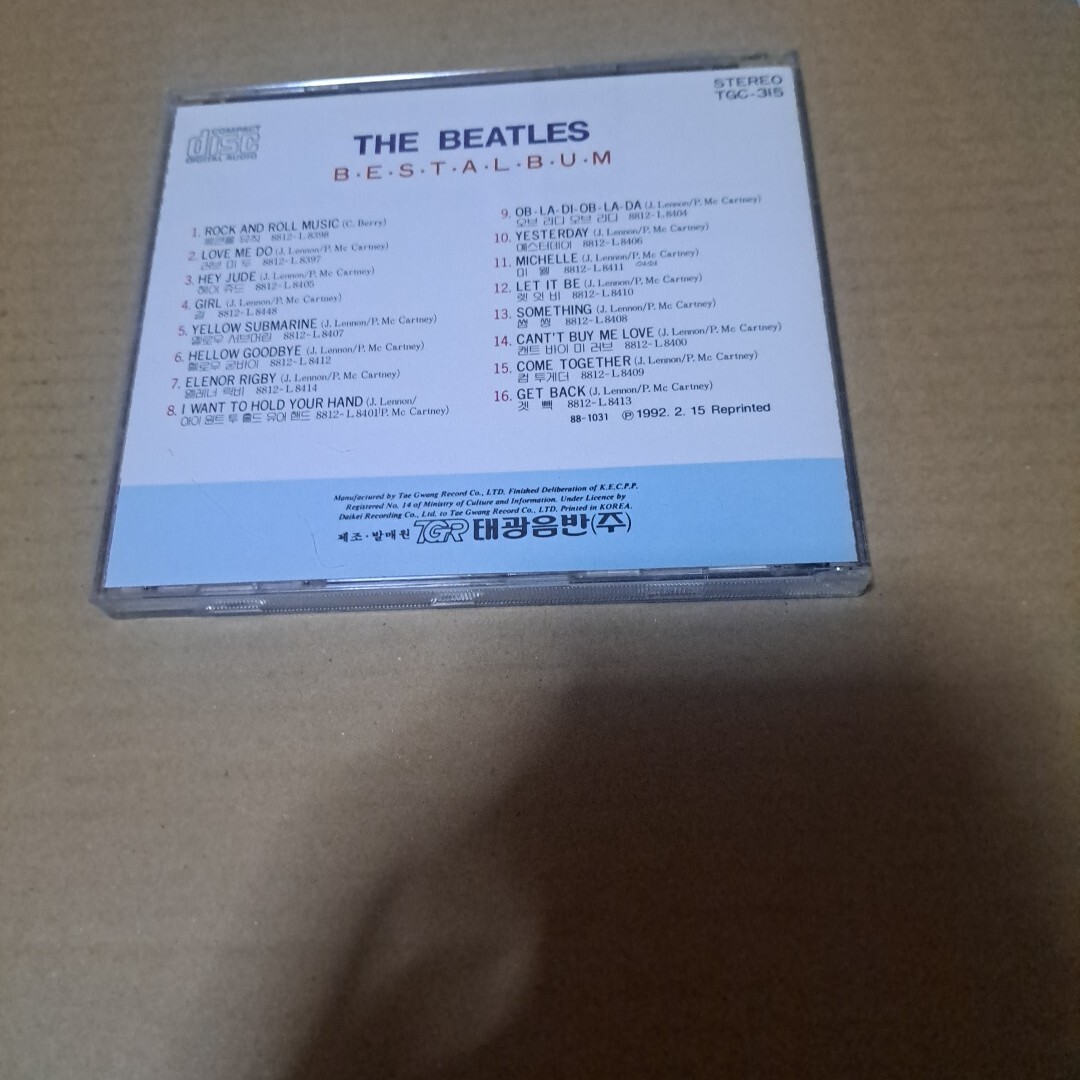 COMPACT
disc
DIGITAL AUDIO
STEREO
TGC-315
THE BEATLES
B·E·S·T·A·L·B·U·M
1. ROCK AND ROLL MUSIC (C. Berry)
8812-L.8398
2. LOVE ME DO (J. Lennon/P. Mc Cartney)
러브 미 두 8812-L.8397
3. HEY JUDE (J. Lennon/P. Mc Cartney)
헤이 쥬드 8812-L.8405
4. GIRL (J. Lennon/P. Mc Cartney)
걸 8812-L.8448
5. YELLOW SUBMARINE (J. Lennon/P. Mc Cartney)
옐로우 서브머린 8812-L.8407
6. HELLOW GOODBYE (J. Lennon/P. Mc Cartney)
헬로우 굳바이 8812-L.8412
7. ELENOR RIGBY (J. Lennon/P. Mc Cartney)
엘레너 릭비 8812-L.8414
8. I WANT TO HOLD YOUR HAND (J. Lennon/
아이 원트 투 홀드 유어 핸드 8812-L.8401 P. Mc Cartney)
9. OB-LA-DI-OB-LA-DA (J. Lennon/P. Mc Cartney)
오브 라디 오브 라다 8812-L.8404
10. YESTERDAY (J. Lennon/P. Mc Cartney)
예스터데이 8812-L.8406
11. MICHELLE (J. Lennon/P. Mc Cartney)
미 쉘 8812-L.8411
12. LET IT BE (J. Lennon/P. Mc Cartney)
렛 잇 비 8812-L.8410
13. SOMETHING (J. Lennon/P. Mc Cartney)
썸 씽 8812-L.8408
14. CANT'T BUY ME LOVE (J. Lennon/P. Mc Cartney)
캔트 바이 미 러브 8812-L.8400
15. COME TOGETHER (J. Lennon/P. Mc Cartney)
컴 투게더 8812-L.8409
16. GET BACK (J. Lennon/P. Mc Cartney)
겟 빽 8812-L.8413
88-1031 ℗1992. 2. 15 Reprinted
Manufactured by Tae Gwang Record Co., LTD. Finished Deliberation of K.E.C.P.P.
Registered No. 14 of Ministry of Culture and Information. Under Licence by
Daikei Recording Co., Ltd. to Tae Gwang Record Co., LTD. Printed in KOREA.
제조·발매원 TGR 태광음반(주)